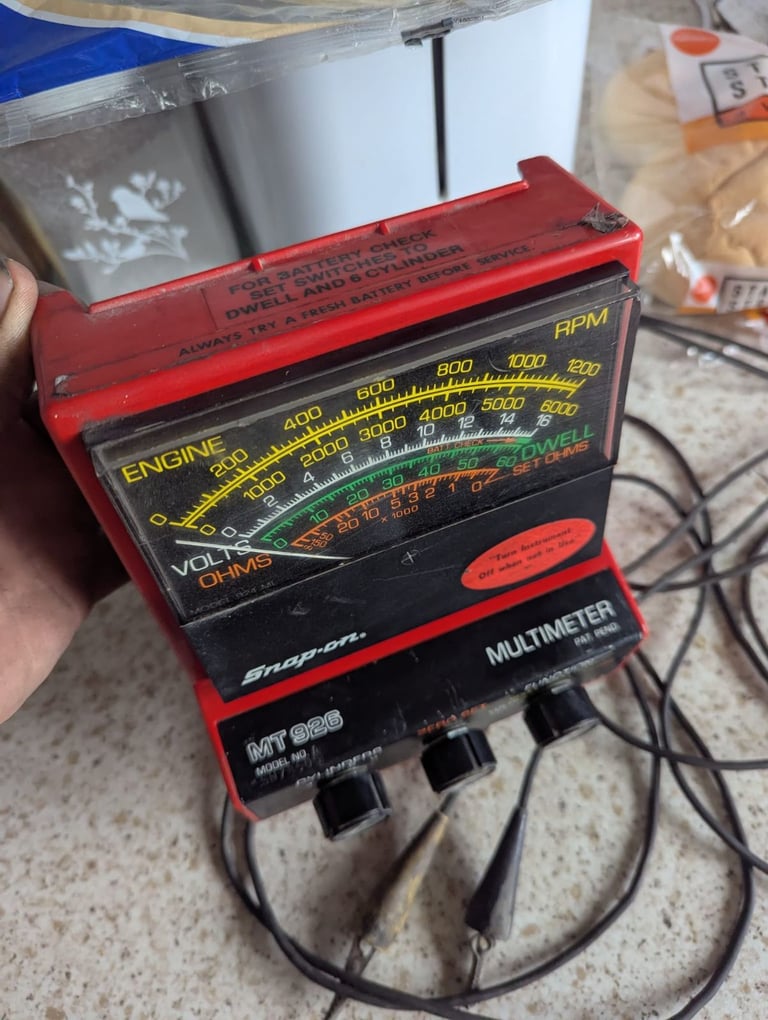 FOR BATTERY CHECK
SET SWITCHES TO
DWELL AND 6 CYLINDER
ALWAYS TRY A FRESH BATTERY BEFORE SERVICE.
ENGINE
RPM
0 200 400 600 800 1000 1200
1000 2000 3000 4000 5000 6000
0 2 4 6 8 10 12 14 16
BATT. CHECK
0 10 20 30 40 50 60 DWELL
20 10 5 3 2 1 0 SET OHMS
X 1000
VOLTS
OHMS
"Turn Instrument
Off when not in Use"
Snap-on®
MULTIMETER
PAT. PEND.
MT 926
MODEL NO.
CYLINDERS
ZERO SET